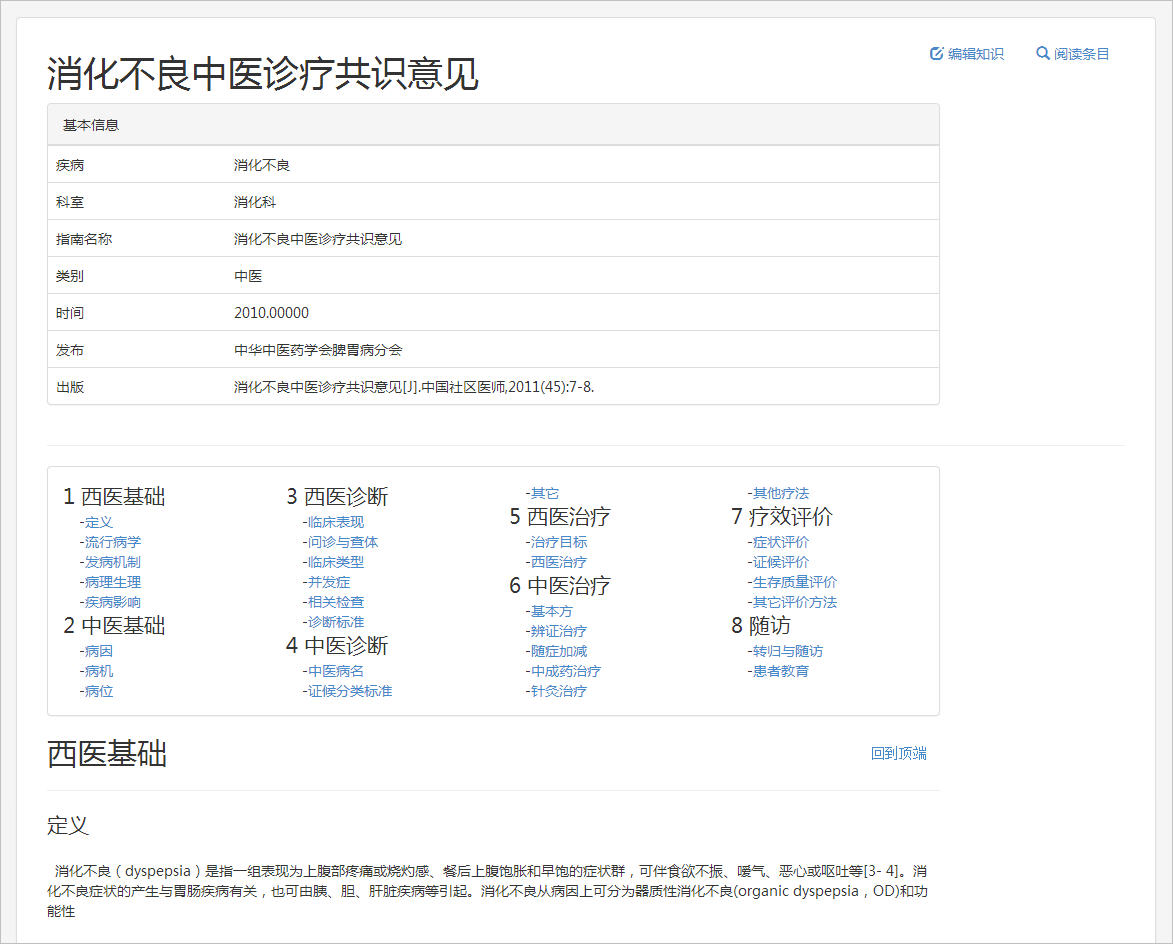 编辑知识 阅读条目
消化不良中医诊疗共识意见
基本信息
疾病 消化不良
科室 消化科
指南名称 消化不良中医诊疗共识意见
类别 中医
时间 2010.00000
发布 中华中医药学会脾胃病分会
出版 消化不良中医诊疗共识意见[J].中国社区医师,2011(45):7-8.
1 西医基础
-定义
-流行病学
-发病机制
-病理生理
-疾病影响
2 中医基础
-病因
-病机
-病位
3 西医诊断
-临床表现
-问诊与查体
-临床类型
-并发症
-相关检查
-诊断标准
4 中医诊断
-中医病名
-证候分类标准
-其它
5 西医治疗
-治疗目标
-西医治疗
6 中医治疗
-基本方
-辨证治疗
-随症加减
-中成药治疗
-针灸治疗
-其他疗法
7 疗效评价
-症状评价
-证候评价
-生存质量评价
-其它评价方法
8 随访
-转归与随访
-患者教育
西医基础
回到顶端
定义
消化不良（dyspepsia）是指一组表现为上腹部疼痛或烧灼感、餐后上腹饱胀和早饱的症状群，可伴食欲不振、嗳气、恶心或呕吐等[3- 4]。消
化不良症状的产生与胃肠疾病有关，也可由胰、胆、肝脏疾病等引起。消化不良从病因上可分为器质性消化不良(organic dyspepsia，OD)和功
能性